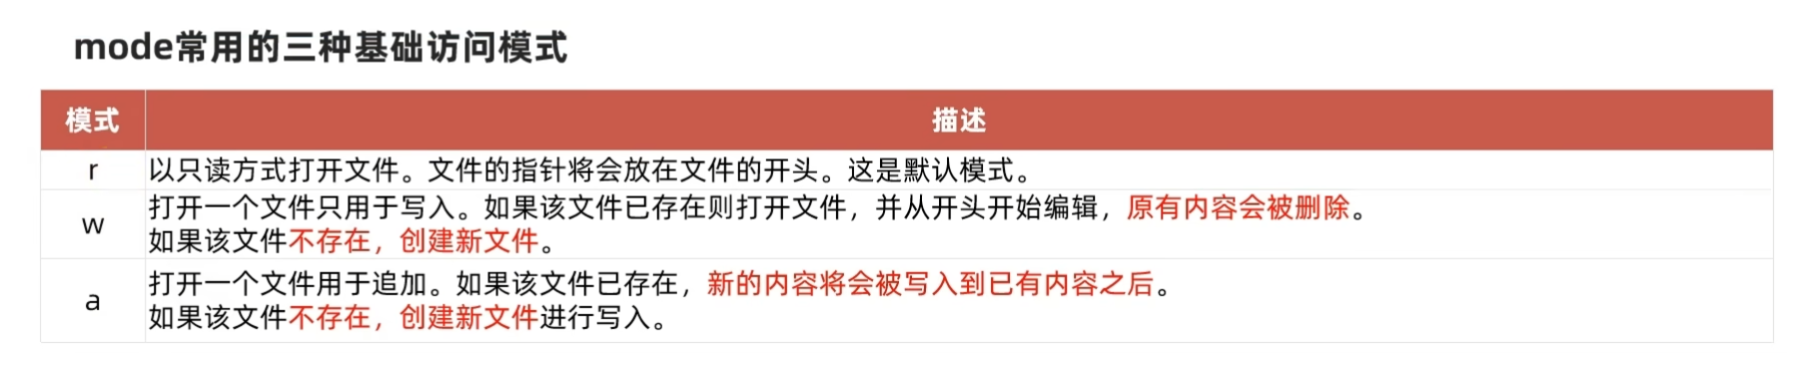 mode常用的三种基础访问模式
模式 描述
r 以只读方式打开文件。文件的指针将会放在文件的开头。这是默认模式。
w 打开一个文件只用于写入。如果该文件已存在则打开文件，并从开头开始编辑，原有内容会被删除。
如果该文件不存在，创建新文件。
a 打开一个文件用于追加。如果该文件已存在，新的内容将会被写入到已有内容之后。
如果该文件不存在，创建新文件进行写入。